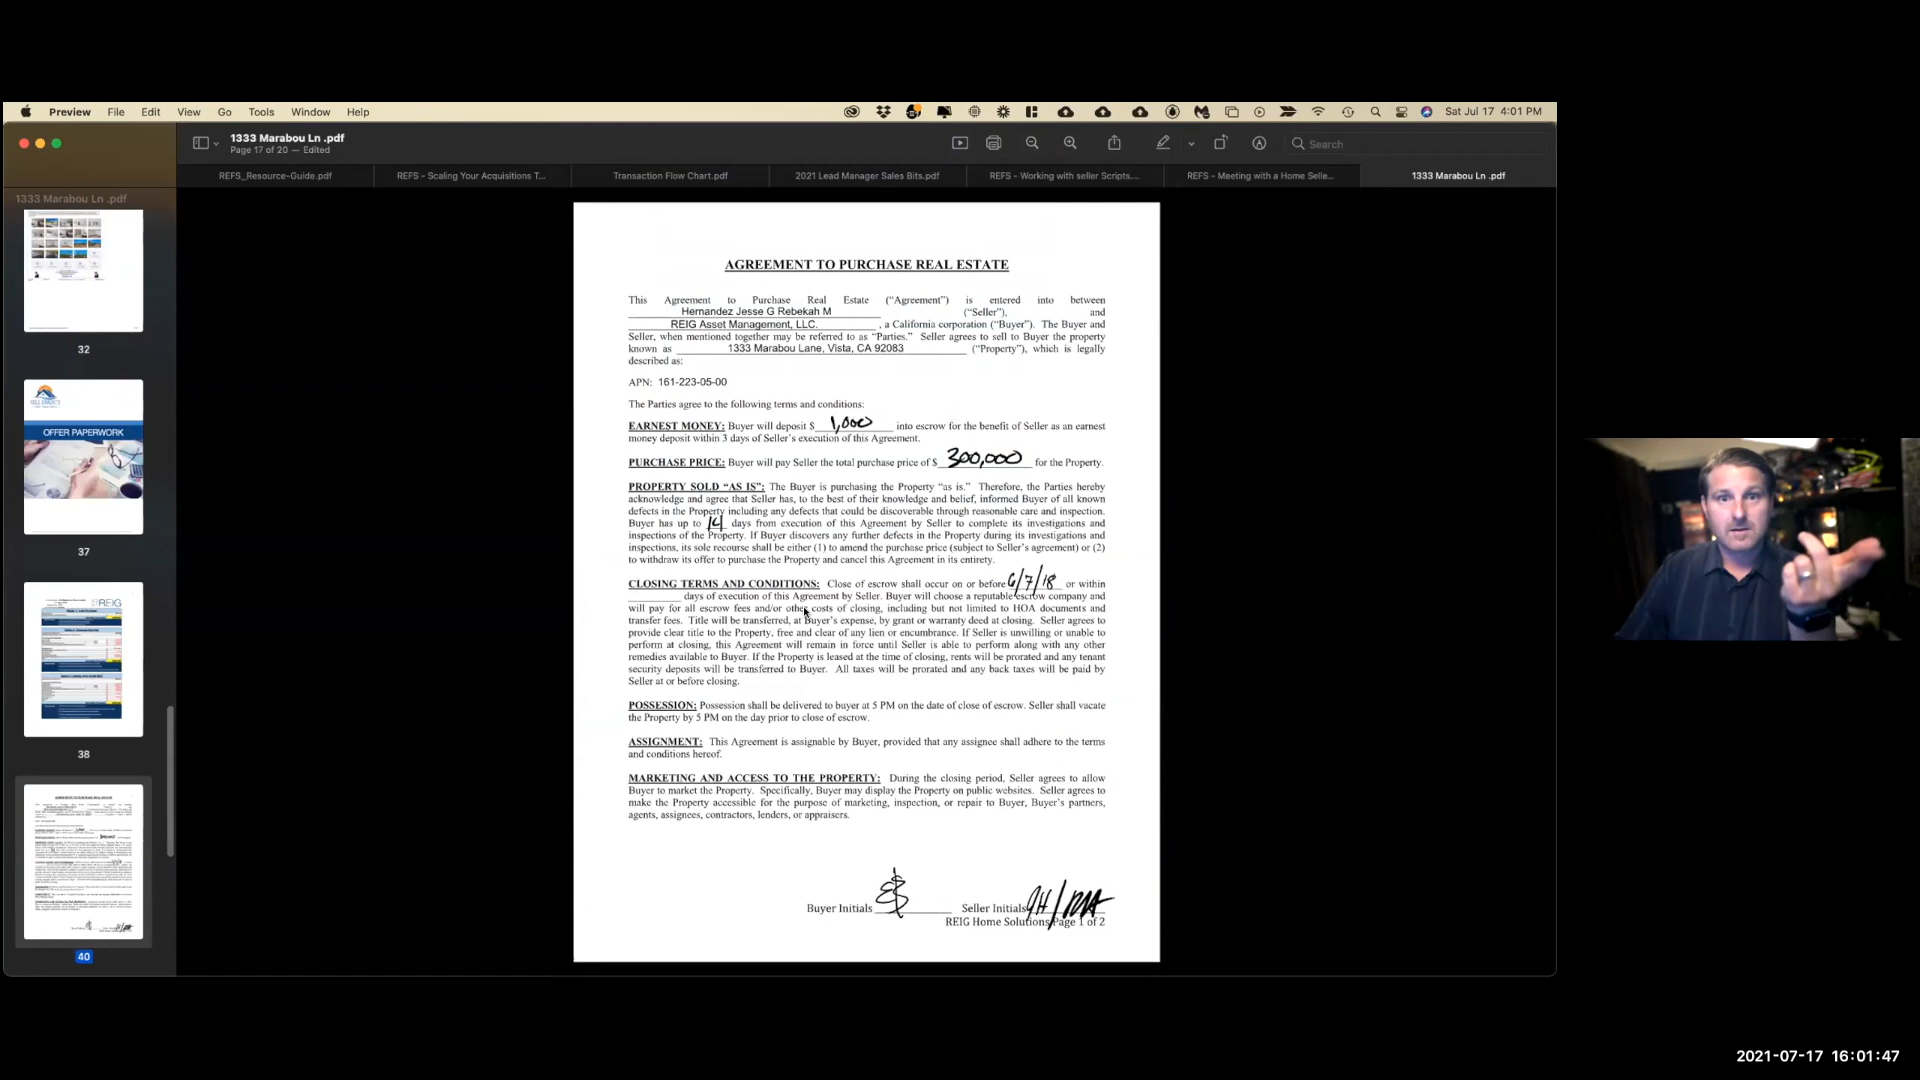 Preview File Edit View Go Tools Window Help
Sat Jul 17 4:01 PM
1333 Marabou Ln .pdf
Page 17 of 20 — Edited
Search
REFS_Resource-Guide.pdf
REFS - Scaling Your Acquisitions T...
Transaction Flow Chart.pdf
2021 Lead Manager Sales Bits.pdf
REFS - Working with seller Scripts....
REFS - Meeting with a Home Selle...
1333 Marabou Ln .pdf
1333 Marabou Ln .pdf
32
OFFER PAPERWORK
37
REIG
38
40
AGREEMENT TO PURCHASE REAL ESTATE
This Agreement to Purchase Real Estate (“Agreement”) is entered into between
Hernandez Jesse G Rebekah M (“Seller”), and
REIG Asset Management, LLC. , a California corporation (“Buyer”). The Buyer and
Seller, when mentioned together may be referred to as “Parties.” Seller agrees to sell to Buyer the property
known as 1333 Marabou Lane, Vista, CA 92083 (“Property”), which is legally
described as:
APN: 161-223-05-00
The Parties agree to the following terms and conditions:
EARNEST MONEY: Buyer will deposit $ 1,000 into escrow for the benefit of Seller as an earnest
money deposit within 3 days of Seller’s execution of this Agreement.
PURCHASE PRICE: Buyer will pay Seller the total purchase price of $ 300,000 for the Property.
PROPERTY SOLD “AS IS”: The Buyer is purchasing the Property “as is.” Therefore, the Parties hereby
acknowledge and agree that Seller has, to the best of their knowledge and belief, informed Buyer of all known
defects in the Property including any defects that could be discoverable through reasonable care and inspection.
Buyer has up to 14 days from execution of this Agreement by Seller to complete its investigations and
inspections of the Property. If Buyer discovers any further defects in the Property during its investigations and
inspections, its sole recourse shall be either (1) to amend the purchase price (subject to Seller’s agreement) or (2)
to withdraw its offer to purchase the Property and cancel this Agreement in its entirety.
CLOSING TERMS AND CONDITIONS: Close of escrow shall occur on or before 6/7/18 or within
days of execution of this Agreement by Seller. Buyer will choose a reputable escrow company and
will pay for all escrow fees and/or other costs of closing, including but not limited to HOA documents and
transfer fees. Title will be transferred, at Buyer’s expense, by grant or warranty deed at closing. Seller agrees to
provide clear title to the Property, free and clear of any lien or encumbrance. If Seller is unwilling or unable to
perform at closing, this Agreement will remain in force until Seller is able to perform along with any other
remedies available to Buyer. If the Property is leased at the time of closing, rents will be prorated and any tenant
security deposits will be transferred to Buyer. All taxes will be prorated and any back taxes will be paid by
Seller at or before closing.
POSSESSION: Possession shall be delivered to buyer at 5 PM on the date of close of escrow. Seller shall vacate
the Property by 5 PM on the day prior to close of escrow.
ASSIGNMENT: This Agreement is assignable by Buyer, provided that any assignee shall adhere to the terms
and conditions hereof.
MARKETING AND ACCESS TO THE PROPERTY: During the closing period, Seller agrees to allow
Buyer to market the Property. Specifically, Buyer may display the Property on public websites. Seller agrees to
make the Property accessible for the purpose of marketing, inspection, or repair to Buyer, Buyer’s partners,
agents, assignees, contractors, lenders, or appraisers.
Buyer Initials Seller Initials JH/
REIG Home Solutions Page 1 of 2
2021-07-17 16:01:47